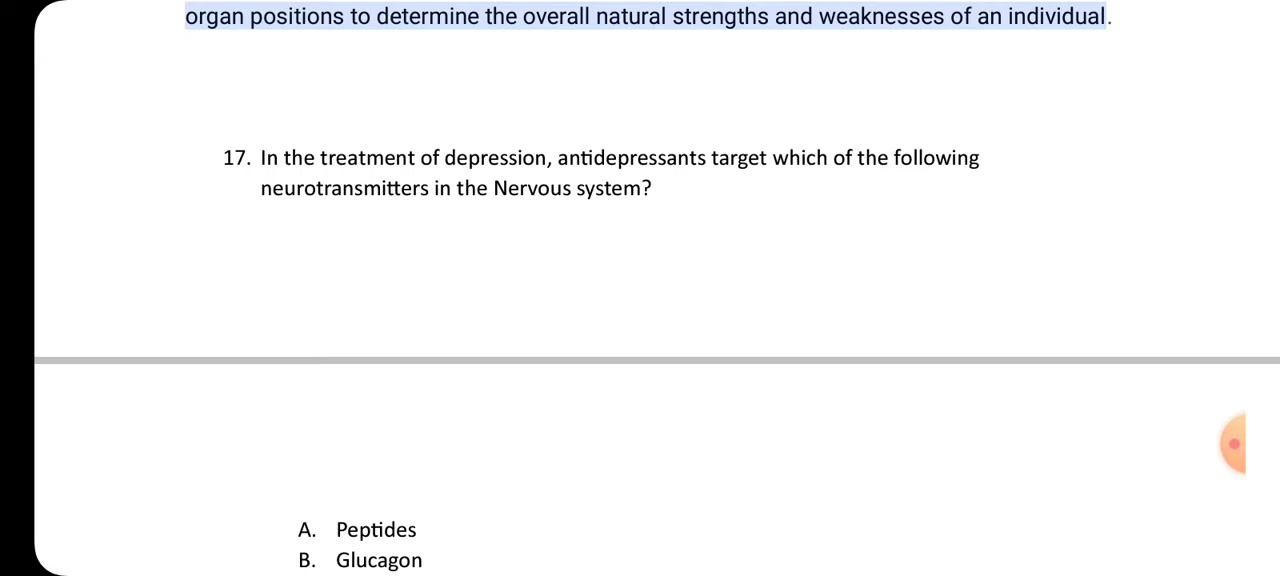 organ positions to determine the overall natural strengths and weaknesses of an individual.
17. In the treatment of depression, antidepressants target which of the following
neurotransmitters in the Nervous system?
A. Peptides
B. Glucagon